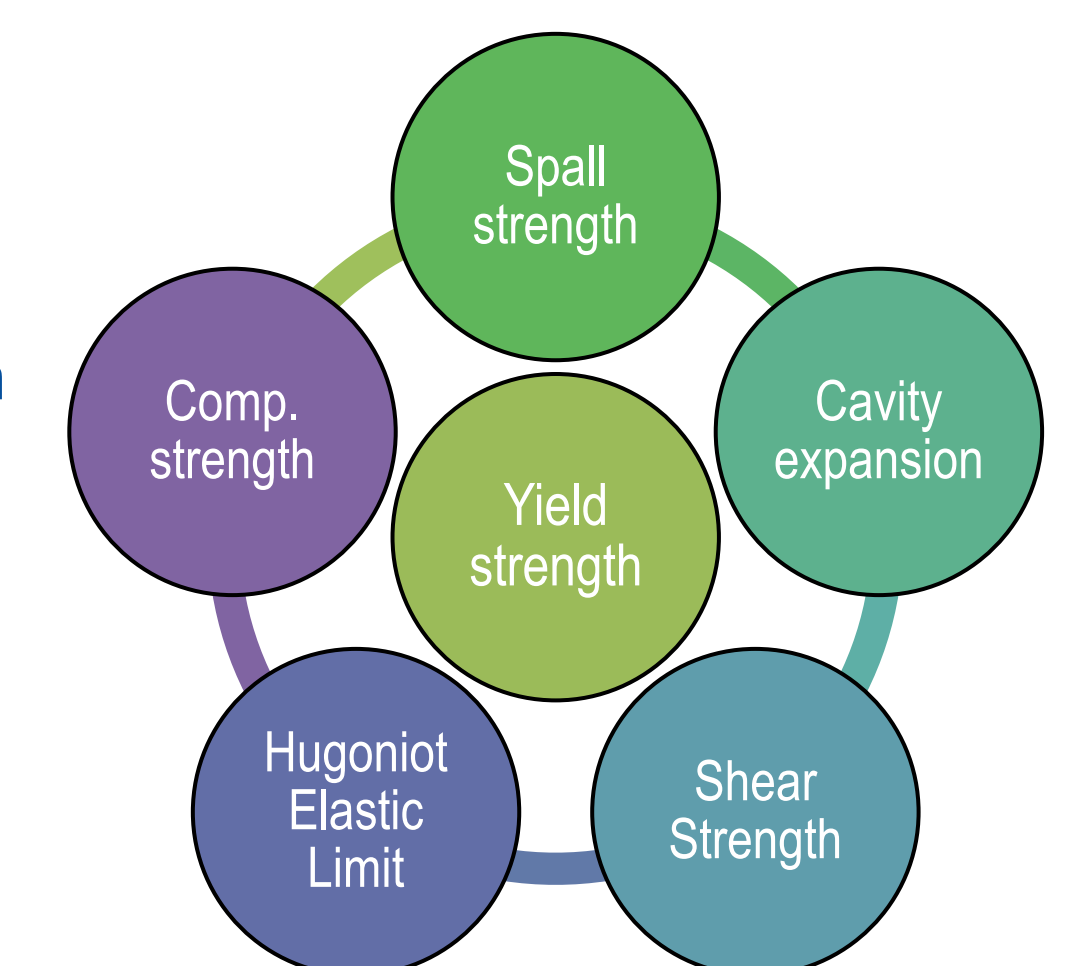 Spall
strength
Comp.
strength
Cavity
expansion
Yield
strength
Hugoniot
Elastic
Limit
Shear
Strength